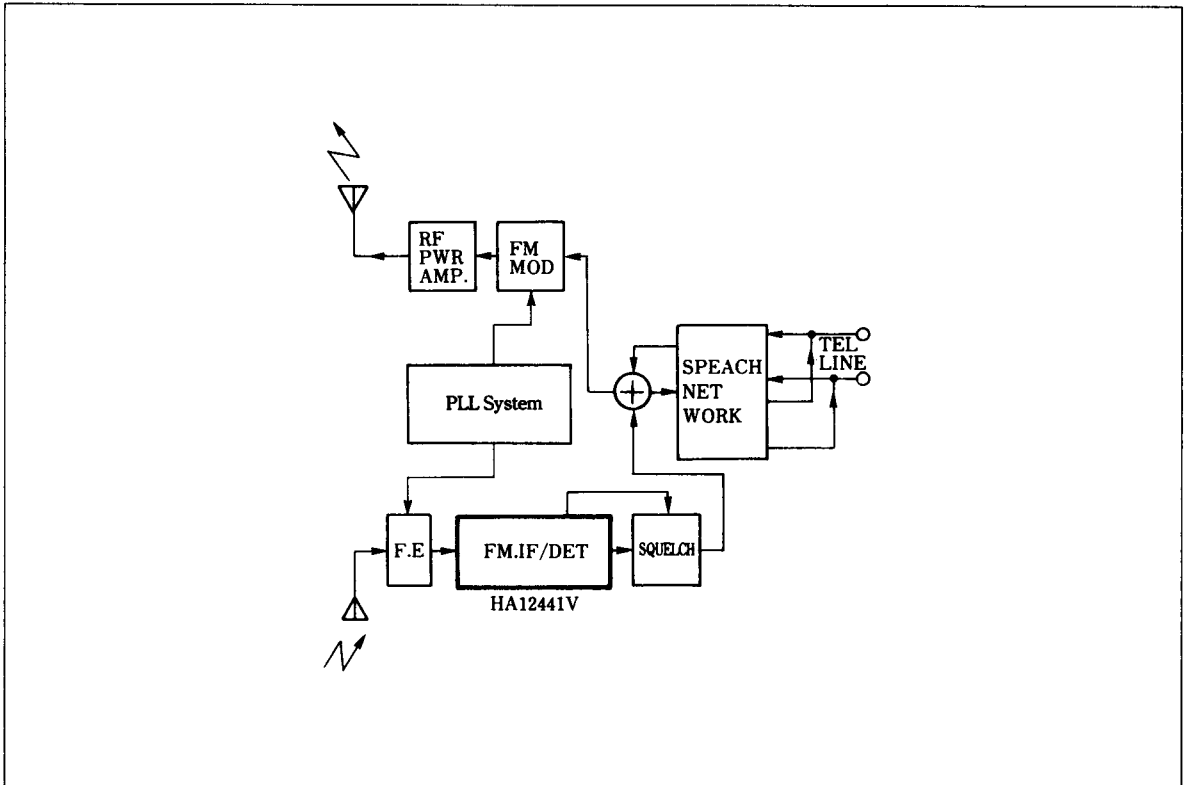 RF
PWR
AMP.
FM
MOD
TEL
LINE
SPEACH
NET
WORK
PLL System
F.E
FM.IF/DET
SQUELCH
HA12441V